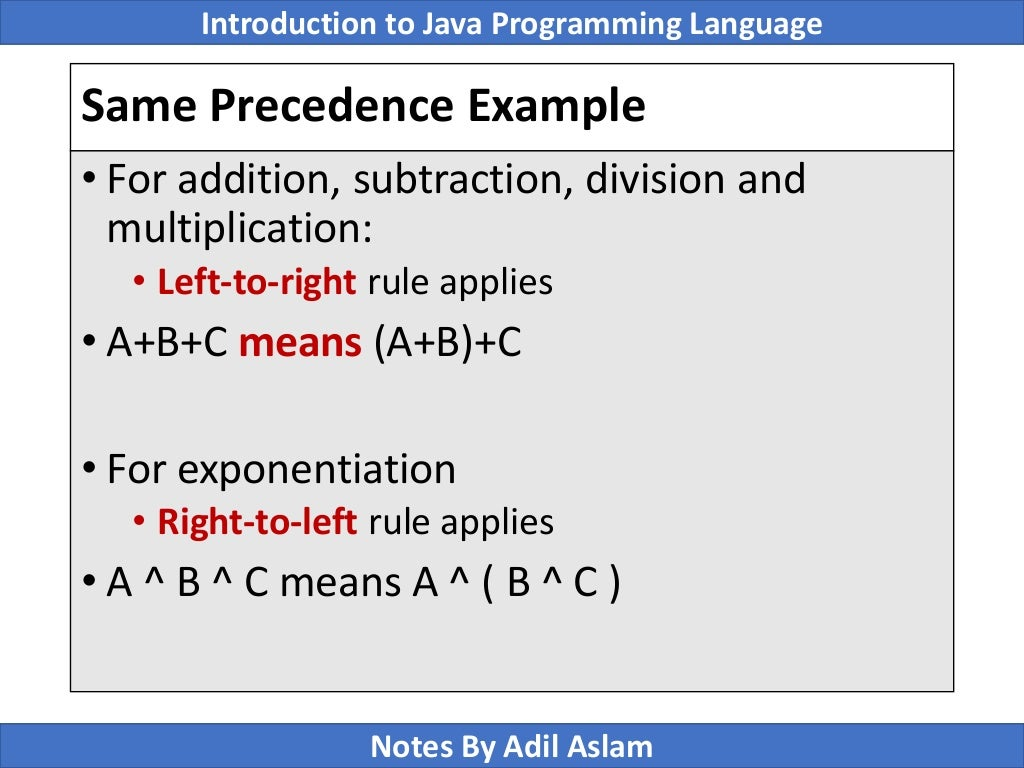 Introduction to Java Programming Language
Same Precedence Example
• For addition, subtraction, division and
multiplication:
• Left-to-right rule applies
• A+B+C means (A+B)+C
• For exponentiation
• Right-to-left rule applies
• A ^ B ^ C means A ^ ( B ^ C )
Notes By Adil Aslam